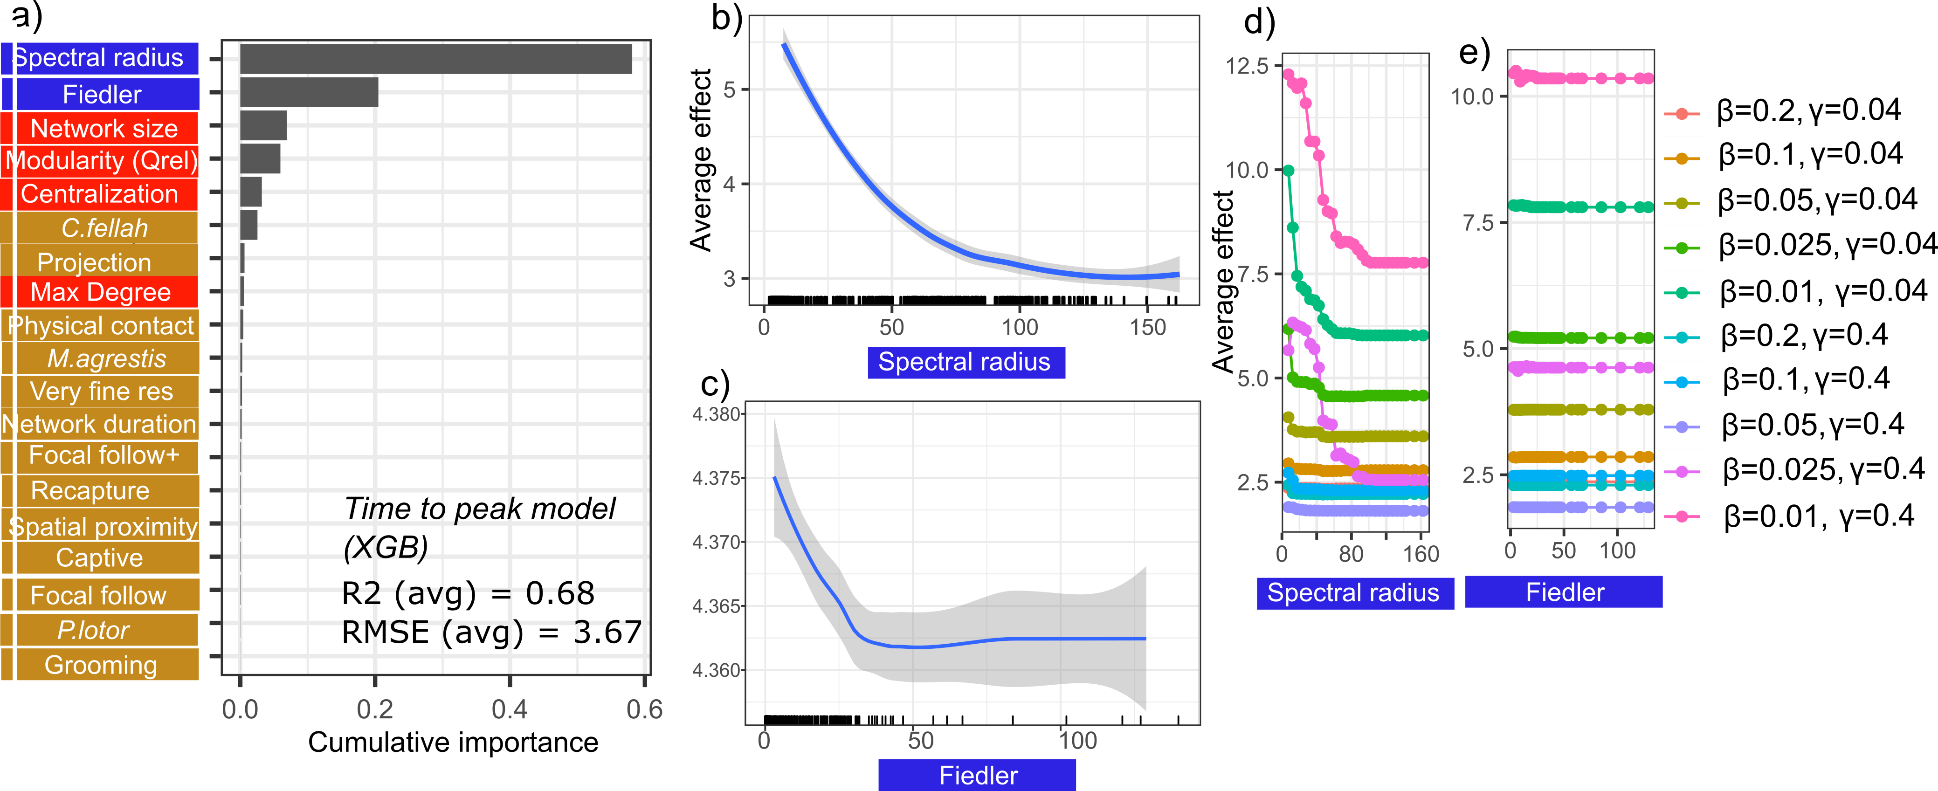 a)
Spectral radius
Fiedler
Network size
Modularity (Qrel)
Centralization
C.fellah
Projection
Max Degree
Physical contact
M.agrestis
Very fine res
Network duration
Focal follow+
Recapture
Spatial proximity
Captive
Focal follow
P.lotor
Grooming
Time to peak model
(XGB)
R2 (avg) = 0.68
RMSE (avg) = 3.67
0.0 0.2 0.4 0.6
Cumulative importance
b)
Average effect
5
4
3
0 50 100 150
Spectral radius
c)
4.380
4.375
4.370
4.365
4.360
0 50 100
Fiedler
d)
Average effect
12.5
10.0
7.5
5.0
2.5
0 80 160
Spectral radius
e)
10.0
7.5
5.0
2.5
0 50 100
Fiedler
β=0.2, γ=0.04
β=0.1, γ=0.04
β=0.05, γ=0.04
β=0.025, γ=0.04
β=0.01, γ=0.04
β=0.2, γ=0.4
β=0.1, γ=0.4
β=0.05, γ=0.4
β=0.025, γ=0.4
β=0.01, γ=0.4